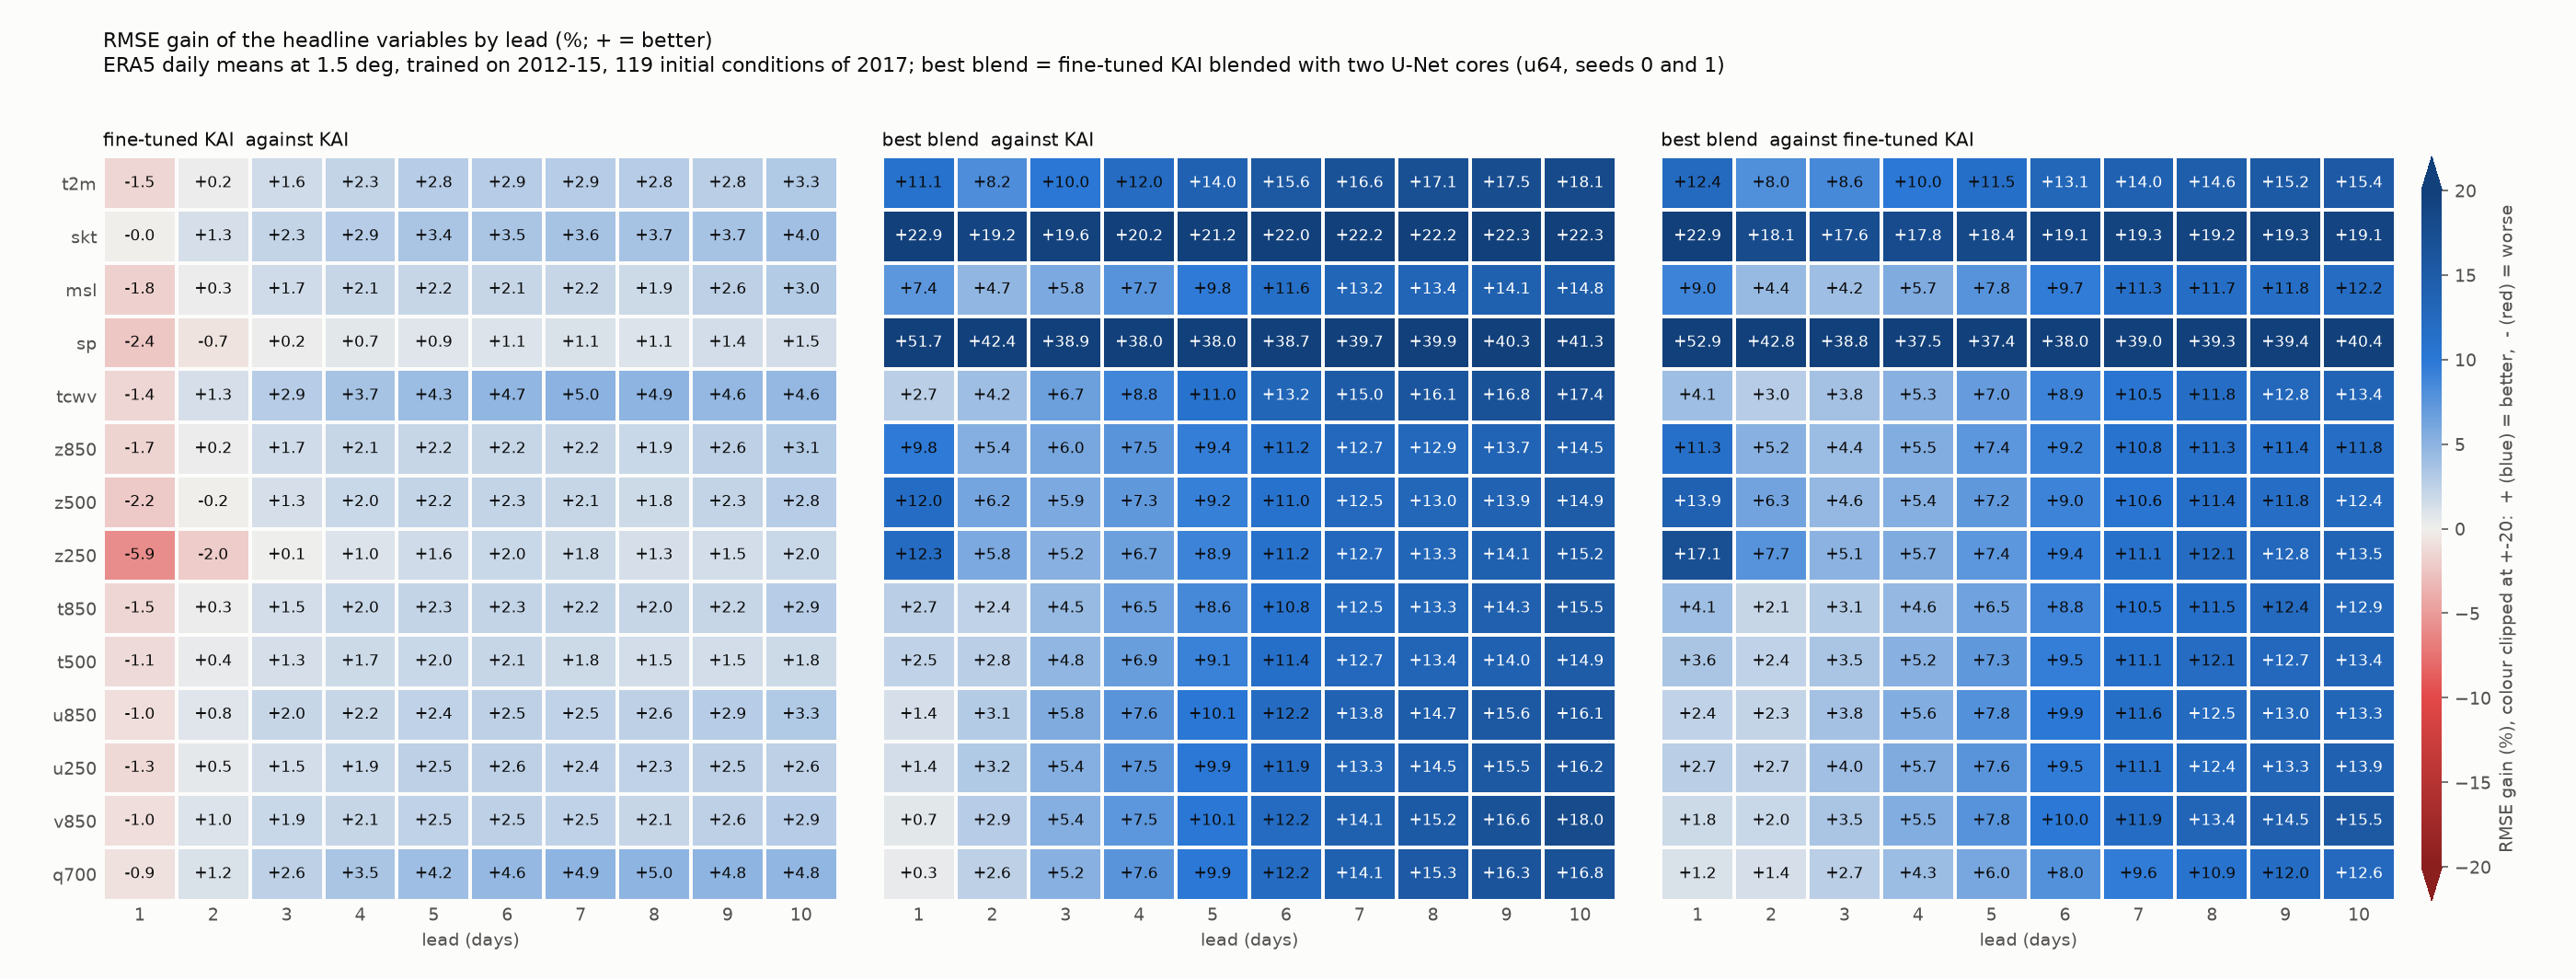 RMSE gain of the headline variables by lead (%; + = better)
ERA5 daily means at 1.5 deg, trained on 2012-15, 119 initial conditions of 2017; best blend = fine-tuned KAI blended with two U-Net cores (u64, seeds 0 and 1)
fine-tuned KAI  against KAI
t2m -1.5 +0.2 +1.6 +2.3 +2.8 +2.9 +2.9 +2.8 +2.8 +3.3
skt -0.0 +1.3 +2.3 +2.9 +3.4 +3.5 +3.6 +3.7 +3.7 +4.0
msl -1.8 +0.3 +1.7 +2.1 +2.2 +2.1 +2.2 +1.9 +2.6 +3.0
sp -2.4 -0.7 +0.2 +0.7 +0.9 +1.1 +1.1 +1.1 +1.4 +1.5
tcwv -1.4 +1.3 +2.9 +3.7 +4.3 +4.7 +5.0 +4.9 +4.6 +4.6
z850 -1.7 +0.2 +1.7 +2.1 +2.2 +2.2 +2.2 +1.9 +2.6 +3.1
z500 -2.2 -0.2 +1.3 +2.0 +2.2 +2.3 +2.1 +1.8 +2.3 +2.8
z250 -5.9 -2.0 +0.1 +1.0 +1.6 +2.0 +1.8 +1.3 +1.5 +2.0
t850 -1.5 +0.3 +1.5 +2.0 +2.3 +2.3 +2.2 +2.0 +2.2 +2.9
t500 -1.1 +0.4 +1.3 +1.7 +2.0 +2.1 +1.8 +1.5 +1.5 +1.8
u850 -1.0 +0.8 +2.0 +2.2 +2.4 +2.5 +2.5 +2.6 +2.9 +3.3
u250 -1.3 +0.5 +1.5 +1.9 +2.5 +2.6 +2.4 +2.3 +2.5 +2.6
v850 -1.0 +1.0 +1.9 +2.1 +2.5 +2.5 +2.5 +2.1 +2.6 +2.9
q700 -0.9 +1.2 +2.6 +3.5 +4.2 +4.6 +4.9 +5.0 +4.8 +4.8
1 2 3 4 5 6 7 8 9 10
lead (days)
best blend  against KAI
+11.1 +8.2 +10.0 +12.0 +14.0 +15.6 +16.6 +17.1 +17.5 +18.1
+22.9 +19.2 +19.6 +20.2 +21.2 +22.0 +22.2 +22.2 +22.3 +22.3
+7.4 +4.7 +5.8 +7.7 +9.8 +11.6 +13.2 +13.4 +14.1 +14.8
+51.7 +42.4 +38.9 +38.0 +38.0 +38.7 +39.7 +39.9 +40.3 +41.3
+2.7 +4.2 +6.7 +8.8 +11.0 +13.2 +15.0 +16.1 +16.8 +17.4
+9.8 +5.4 +6.0 +7.5 +9.4 +11.2 +12.7 +12.9 +13.7 +14.5
+12.0 +6.2 +5.9 +7.3 +9.2 +11.0 +12.5 +13.0 +13.9 +14.9
+12.3 +5.8 +5.2 +6.7 +8.9 +11.2 +12.7 +13.3 +14.1 +15.2
+2.7 +2.4 +4.5 +6.5 +8.6 +10.8 +12.5 +13.3 +14.3 +15.5
+2.5 +2.8 +4.8 +6.9 +9.1 +11.4 +12.7 +13.4 +14.0 +14.9
+1.4 +3.1 +5.8 +7.6 +10.1 +12.2 +13.8 +14.7 +15.6 +16.1
+1.4 +3.2 +5.4 +7.5 +9.9 +11.9 +13.3 +14.5 +15.5 +16.2
+0.7 +2.9 +5.4 +7.5 +10.1 +12.2 +14.1 +15.2 +16.6 +18.0
+0.3 +2.6 +5.2 +7.6 +9.9 +12.2 +14.1 +15.3 +16.3 +16.8
1 2 3 4 5 6 7 8 9 10
lead (days)
best blend  against fine-tuned KAI
+12.4 +8.0 +8.6 +10.0 +11.5 +13.1 +14.0 +14.6 +15.2 +15.4
+22.9 +18.1 +17.6 +17.8 +18.4 +19.1 +19.3 +19.2 +19.3 +19.1
+9.0 +4.4 +4.2 +5.7 +7.8 +9.7 +11.3 +11.7 +11.8 +12.2
+52.9 +42.8 +38.8 +37.5 +37.4 +38.0 +39.0 +39.3 +39.4 +40.4
+4.1 +3.0 +3.8 +5.3 +7.0 +8.9 +10.5 +11.8 +12.8 +13.4
+11.3 +5.2 +4.4 +5.5 +7.4 +9.2 +10.8 +11.3 +11.4 +11.8
+13.9 +6.3 +4.6 +5.4 +7.2 +9.0 +10.6 +11.4 +11.8 +12.4
+17.1 +7.7 +5.1 +5.7 +7.4 +9.4 +11.1 +12.1 +12.8 +13.5
+4.1 +2.1 +3.1 +4.6 +6.5 +8.8 +10.5 +11.5 +12.4 +12.9
+3.6 +2.4 +3.5 +5.2 +7.3 +9.5 +11.1 +12.1 +12.7 +13.4
+2.4 +2.3 +3.8 +5.6 +7.8 +9.9 +11.6 +12.5 +13.0 +13.3
+2.7 +2.7 +4.0 +5.7 +7.6 +9.5 +11.1 +12.4 +13.3 +13.9
+1.8 +2.0 +3.5 +5.5 +7.8 +10.0 +11.9 +13.4 +14.5 +15.5
+1.2 +1.4 +2.7 +4.3 +6.0 +8.0 +9.6 +10.9 +12.0 +12.6
1 2 3 4 5 6 7 8 9 10
lead (days)
20
15
10
5
0
−5
−10
−15
−20
RMSE gain (%), colour clipped at +-20:  + (blue) = better,  - (red) = worse